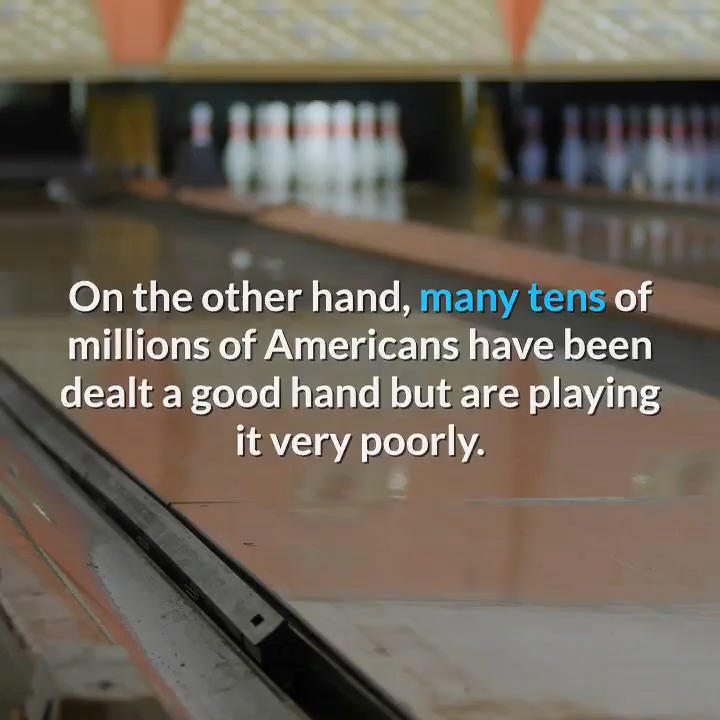 On the other hand, many tens of
millions of Americans have been
dealt a good hand but are playing
it very poorly.